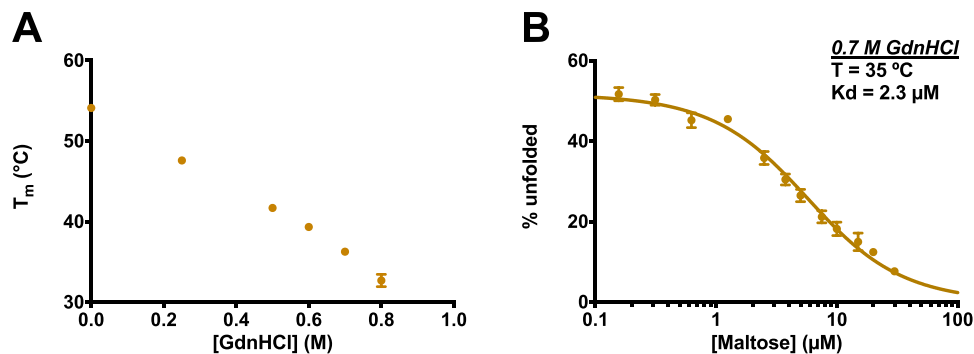 A
60
50
40
30
Tm (°C)
0.0 0.2 0.4 0.6 0.8 1.0
[GdnHCl] (M)
B
0.7 M GdnHCl
T = 35 ºC
Kd = 2.3 µM
60
40
20
0
% unfolded
0.1 1 10 100
[Maltose] (µM)